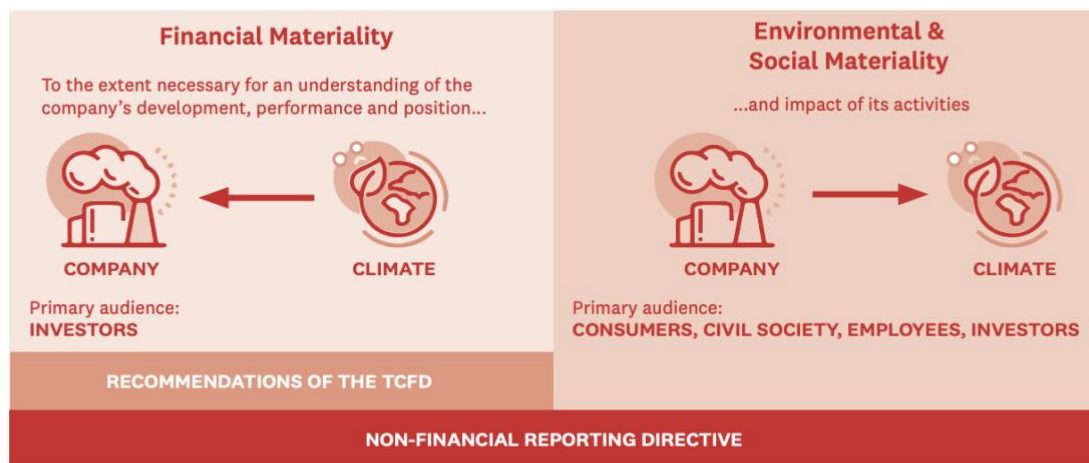 Financial Materiality
To the extent necessary for an understanding of the
company’s development, performance and position...
COMPANY
CLIMATE
Primary audience:
INVESTORS
RECOMMENDATIONS OF THE TCFD
Environmental &
Social Materiality
...and impact of its activities
COMPANY
CLIMATE
Primary audience:
CONSUMERS, CIVIL SOCIETY, EMPLOYEES, INVESTORS
NON-FINANCIAL REPORTING DIRECTIVE